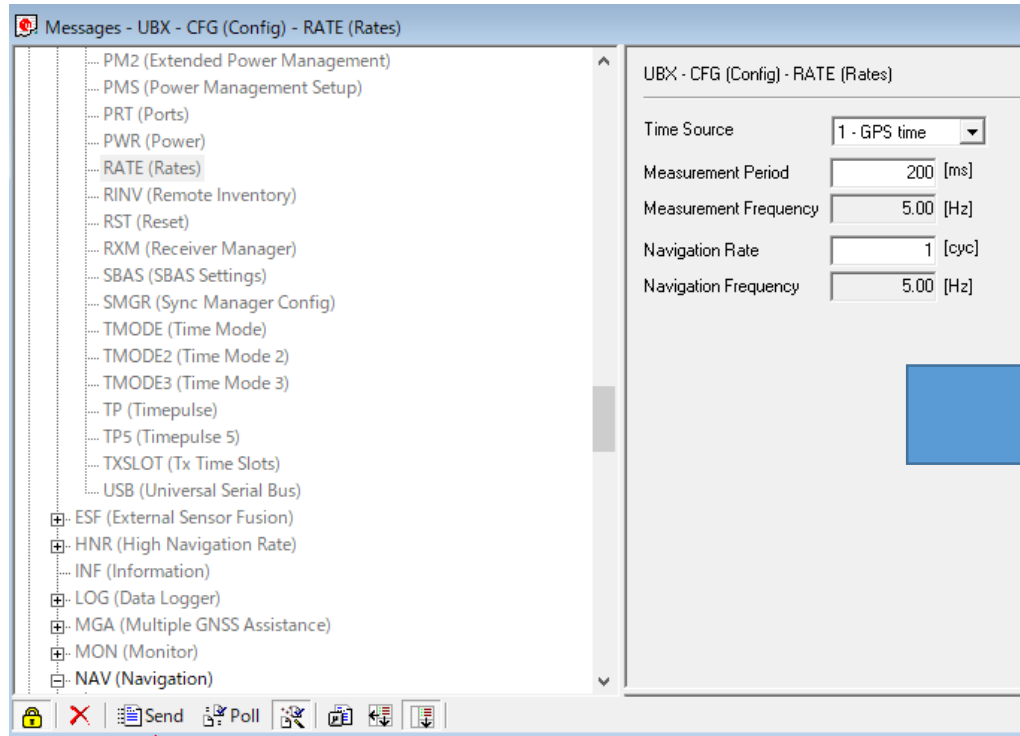 Messages - UBX - CFG (Config) - RATE (Rates)
PM2 (Extended Power Management)
PMS (Power Management Setup)
PRT (Ports)
PWR (Power)
RATE (Rates)
RINV (Remote Inventory)
RST (Reset)
RXM (Receiver Manager)
SBAS (SBAS Settings)
SMGR (Sync Manager Config)
TMODE (Time Mode)
TMODE2 (Time Mode 2)
TMODE3 (Time Mode 3)
TP (Timepulse)
TP5 (Timepulse 5)
TXSLOT (Tx Time Slots)
USB (Universal Serial Bus)
ESF (External Sensor Fusion)
HNR (High Navigation Rate)
INF (Information)
LOG (Data Logger)
MGA (Multiple GNSS Assistance)
MON (Monitor)
NAV (Navigation)
UBX - CFG (Config) - RATE (Rates)
Time Source 1 - GPS time
Measurement Period 200 [ms]
Measurement Frequency 5.00 [Hz]
Navigation Rate 1 [cyc]
Navigation Frequency 5.00 [Hz]
Send Poll